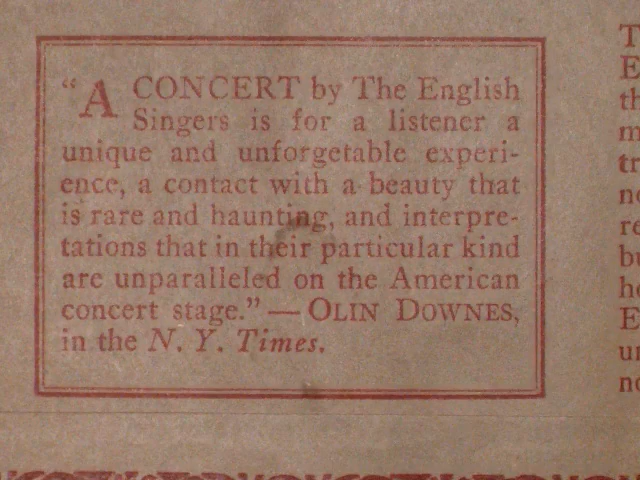 "A CONCERT by The English
Singers is for a listener a
unique and unforgetable experi-
ence, a contact with a beauty that
is rare and haunting, and interpre-
tations that in their particular kind
are unparalleled on the American
concert stage." — OLIN DOWNES,
in the N. Y. Times.